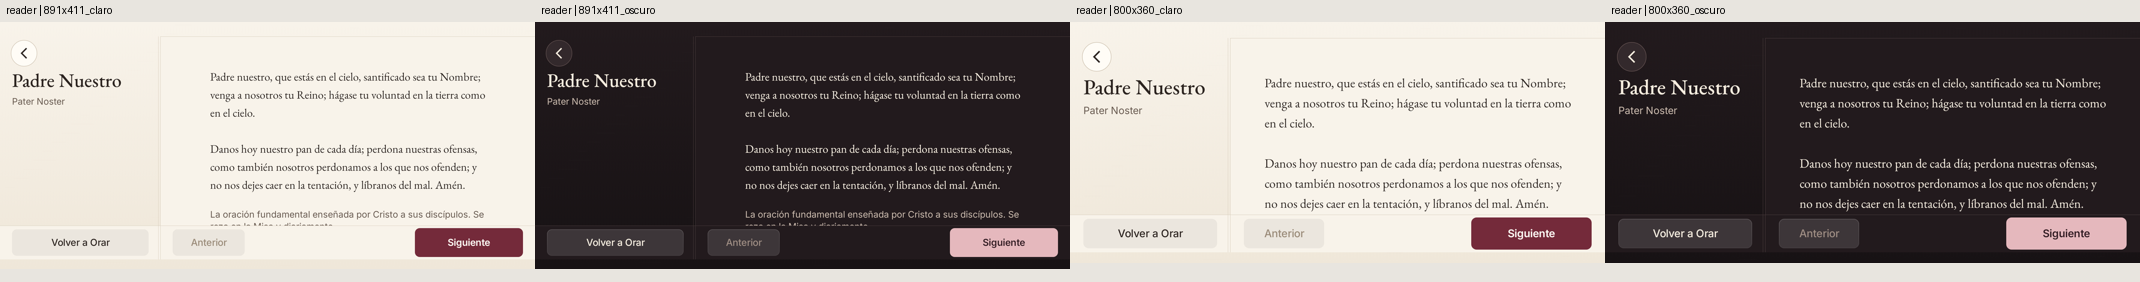 reader | 891x411_claro
Padre Nuestro
Pater Noster
Padre nuestro, que estás en el cielo, santificado sea tu Nombre;
venga a nosotros tu Reino; hágase tu voluntad en la tierra como
en el cielo.
Danos hoy nuestro pan de cada día; perdona nuestras ofensas,
como también nosotros perdonamos a los que nos ofenden; y
no nos dejes caer en la tentación, y líbranos del mal. Amén.
La oración fundamental enseñada por Cristo a sus discípulos. Se
Volver a Orar
Anterior
Siguiente
reader | 891x411_oscuro
Padre Nuestro
Pater Noster
Padre nuestro, que estás en el cielo, santificado sea tu Nombre;
venga a nosotros tu Reino; hágase tu voluntad en la tierra como
en el cielo.
Danos hoy nuestro pan de cada día; perdona nuestras ofensas,
como también nosotros perdonamos a los que nos ofenden; y
no nos dejes caer en la tentación, y líbranos del mal. Amén.
La oración fundamental enseñada por Cristo a sus discípulos. Se
Volver a Orar
Anterior
Siguiente
reader | 800x360_claro
Padre Nuestro
Pater Noster
Padre nuestro, que estás en el cielo, santificado sea tu Nombre;
venga a nosotros tu Reino; hágase tu voluntad en la tierra como
en el cielo.
Danos hoy nuestro pan de cada día; perdona nuestras ofensas,
como también nosotros perdonamos a los que nos ofenden; y
no nos dejes caer en la tentación, y líbranos del mal. Amén.
Volver a Orar
Anterior
Siguiente
reader | 800x360_oscuro
Padre Nuestro
Pater Noster
Padre nuestro, que estás en el cielo, santificado sea tu Nombre;
venga a nosotros tu Reino; hágase tu voluntad en la tierra como
en el cielo.
Danos hoy nuestro pan de cada día; perdona nuestras ofensas,
como también nosotros perdonamos a los que nos ofenden; y
no nos dejes caer en la tentación, y líbranos del mal. Amén.
Volver a Orar
Anterior
Siguiente